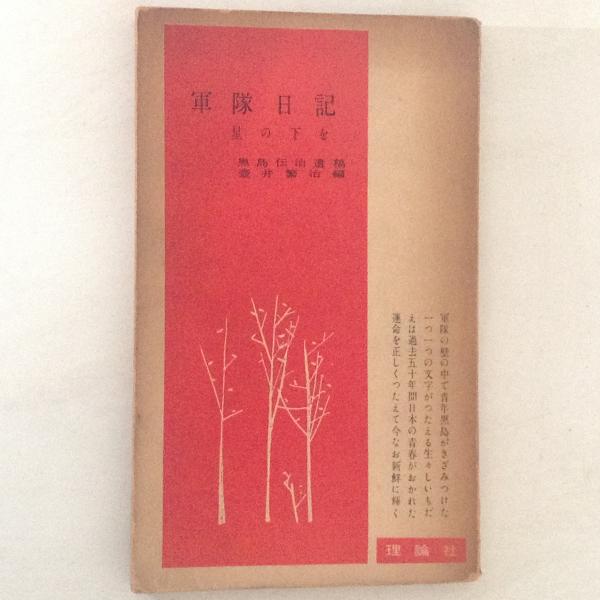 軍隊日記
星の下を
黒島伝治遺稿
壺井繁治編
軍隊の壁の中で青年黒島がきざみつけた
一つ一つの文字がつたえる生々しいもだ
えは過去五十年間日本の青春がおかれた
運命を正しくつたえて今なお新鮮に輝く
理論社